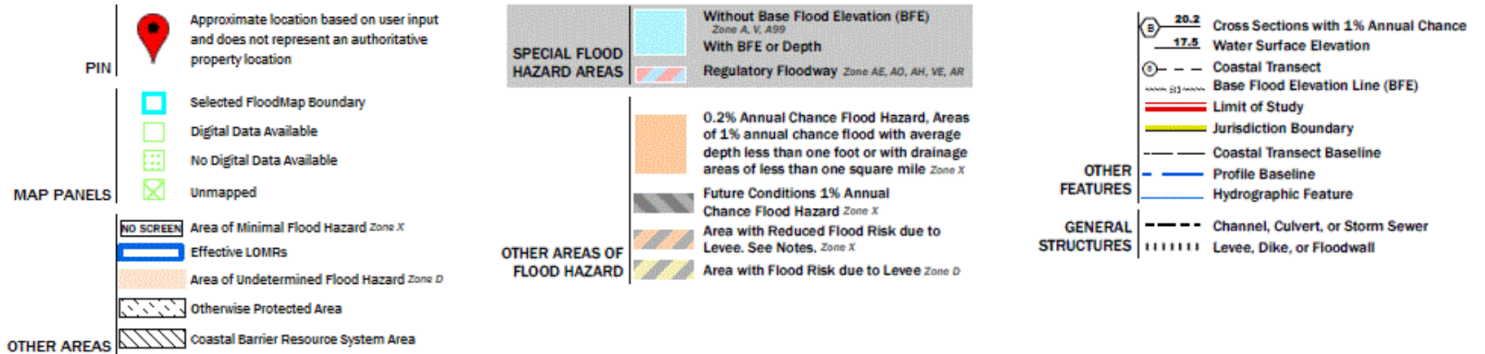 PIN
Approximate location based on user input
and does not represent an authoritative
property location
MAP PANELS
Selected FloodMap Boundary
Digital Data Available
No Digital Data Available
Unmapped
OTHER AREAS
NO SCREEN Area of Minimal Flood Hazard Zone X
Effective LOMRs
Area of Undetermined Flood Hazard Zone D
Otherwise Protected Area
Coastal Barrier Resource System Area
SPECIAL FLOOD
HAZARD AREAS
Without Base Flood Elevation (BFE)
Zone A, V, A99
With BFE or Depth
Regulatory Floodway Zone AE, AO, AH, VE, AR
OTHER AREAS OF
FLOOD HAZARD
0.2% Annual Chance Flood Hazard, Areas
of 1% annual chance flood with average
depth less than one foot or with drainage
areas of less than one square mile Zone X
Future Conditions 1% Annual
Chance Flood Hazard Zone X
Area with Reduced Flood Risk due to
Levee. See Notes. Zone X
Area with Flood Risk due to Levee Zone D
OTHER
FEATURES
B 20.2 Cross Sections with 1% Annual Chance
17.5 Water Surface Elevation
Coastal Transect
Base Flood Elevation Line (BFE)
Limit of Study
Jurisdiction Boundary
Coastal Transect Baseline
Profile Baseline
Hydrographic Feature
GENERAL
STRUCTURES
Channel, Culvert, or Storm Sewer
Levee, Dike, or Floodwall